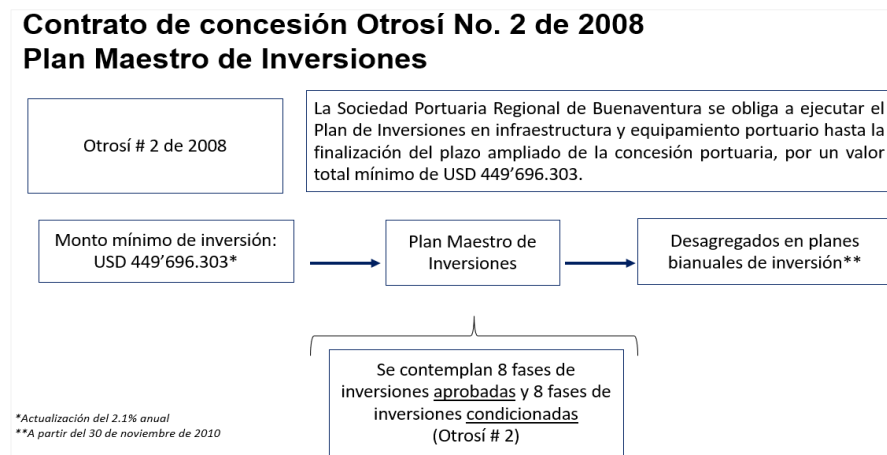 Contrato de concesión Otrosí No. 2 de 2008
Plan Maestro de Inversiones
Otrosí # 2 de 2008
La Sociedad Portuaria Regional de Buenaventura se obliga a ejecutar el
Plan de Inversiones en infraestructura y equipamiento portuario hasta la
finalización del plazo ampliado de la concesión portuaria, por un valor
total mínimo de USD 449’696.303.
Monto mínimo de inversión:
USD 449’696.303*
Plan Maestro de
Inversiones
Desagregados en planes
bianuales de inversión**
Se contemplan 8 fases de
inversiones aprobadas y 8 fases de
inversiones condicionadas
(Otrosí # 2)
*Actualización del 2.1% anual
**A partir del 30 de noviembre de 2010